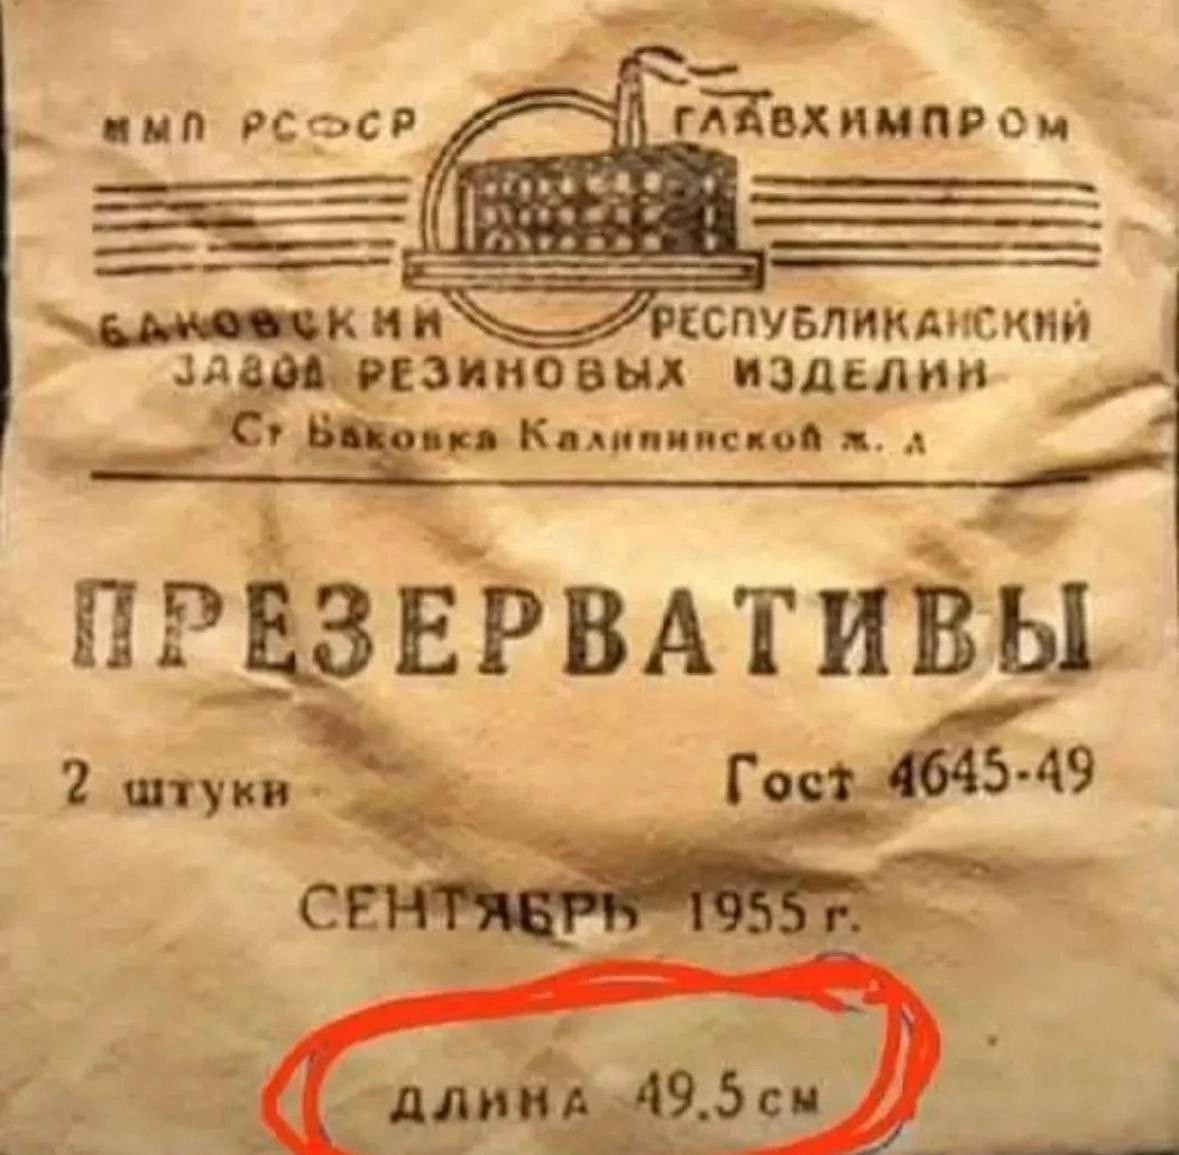 ММП РСФСР ГЛАВХИМПРОМ
БАКОВСКИЙ РЕСПУБЛИКАНСКИЙ
ЗАВОД РЕЗИНОВЫХ ИЗДЕЛИЙ
Ст Баковка Калининской ж. д
ПРЕЗЕРВАТИВЫ
2 штуки Гост 4645-49
СЕНТЯБРЬ 1955 г.
ДЛИНА 49.5 см